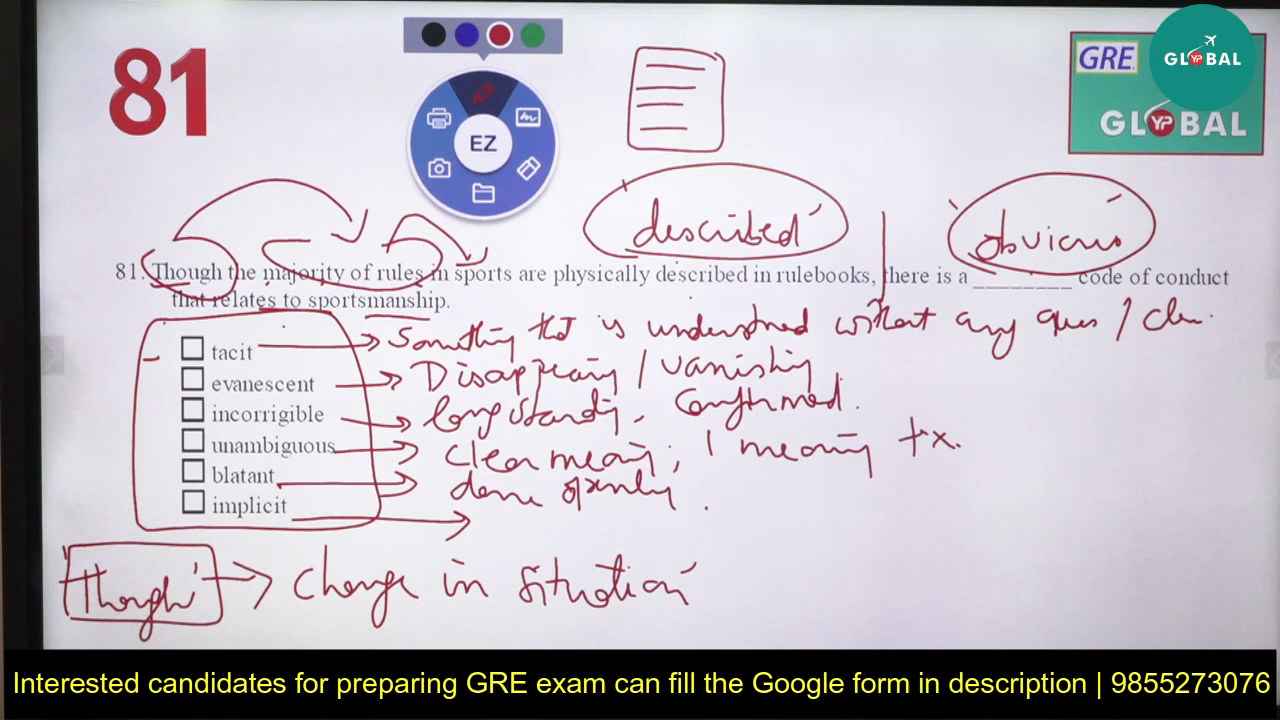 81
EZ
GRE
GLOBAL
YP
GLOBAL
YP
'described'
'obvious'
81. Though the majority of rules in sports are physically described in rulebooks, there is a ________ code of conduct
that relates to sportsmanship.
tacit → Something that is understood without any ques /
evanescent → Disappearing / vanishing
incorrigible → long standing, Confirmed.
unambiguous → clear meaning; 1 meaning
blatant → done openly.
implicit →
'Though' → Change in situation
Interested candidates for preparing GRE exam can fill the Google form in description | 9855273076